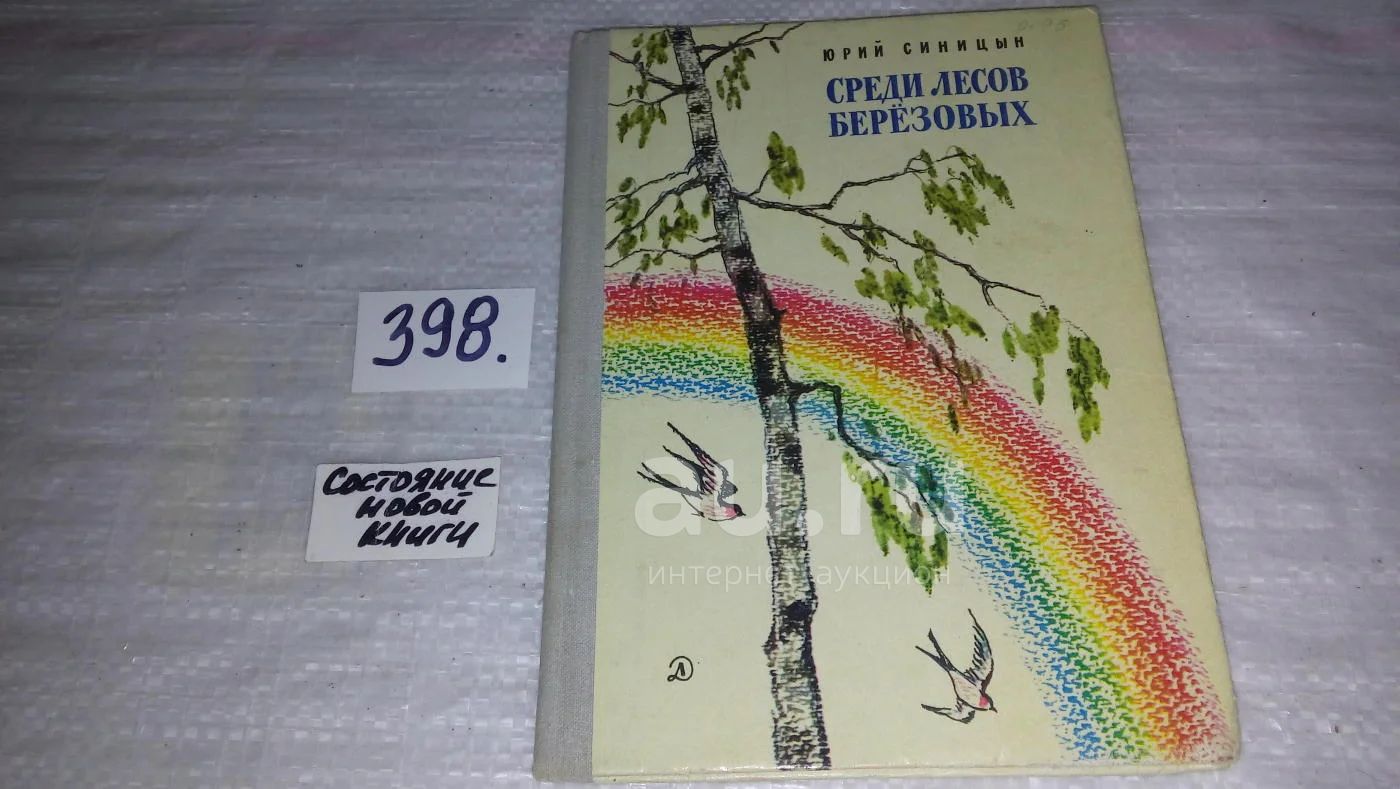 ЮРИЙ СИНИЦЫН
СРЕДИ ЛЕСОВ
БЕРЁЗОВЫХ
398.
Состояние
новой
книги
au.ru
интернет аукцион